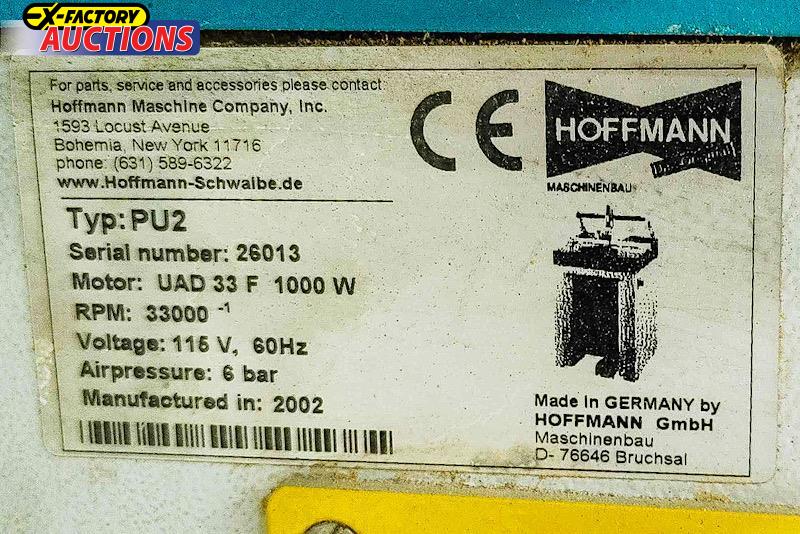 EX-FACTORY
AUCTIONS
For parts, service and accessories please contact:
Hoffmann Maschine Company, Inc.
1593 Locust Avenue
Bohemia, New York 11716
phone: (631) 589-6322
www.Hoffmann-Schwalbe.de
CE
HOFFMANN
MASCHINENBAU
Typ: PU2
Serial number: 26013
Motor: UAD 33 F 1000 W
RPM: 33000 -1
Voltage: 115 V, 60Hz
Airpressure: 6 bar
Manufactured in: 2002
Made in GERMANY by
HOFFMANN GmbH
Maschinenbau
D- 76646 Bruchsal